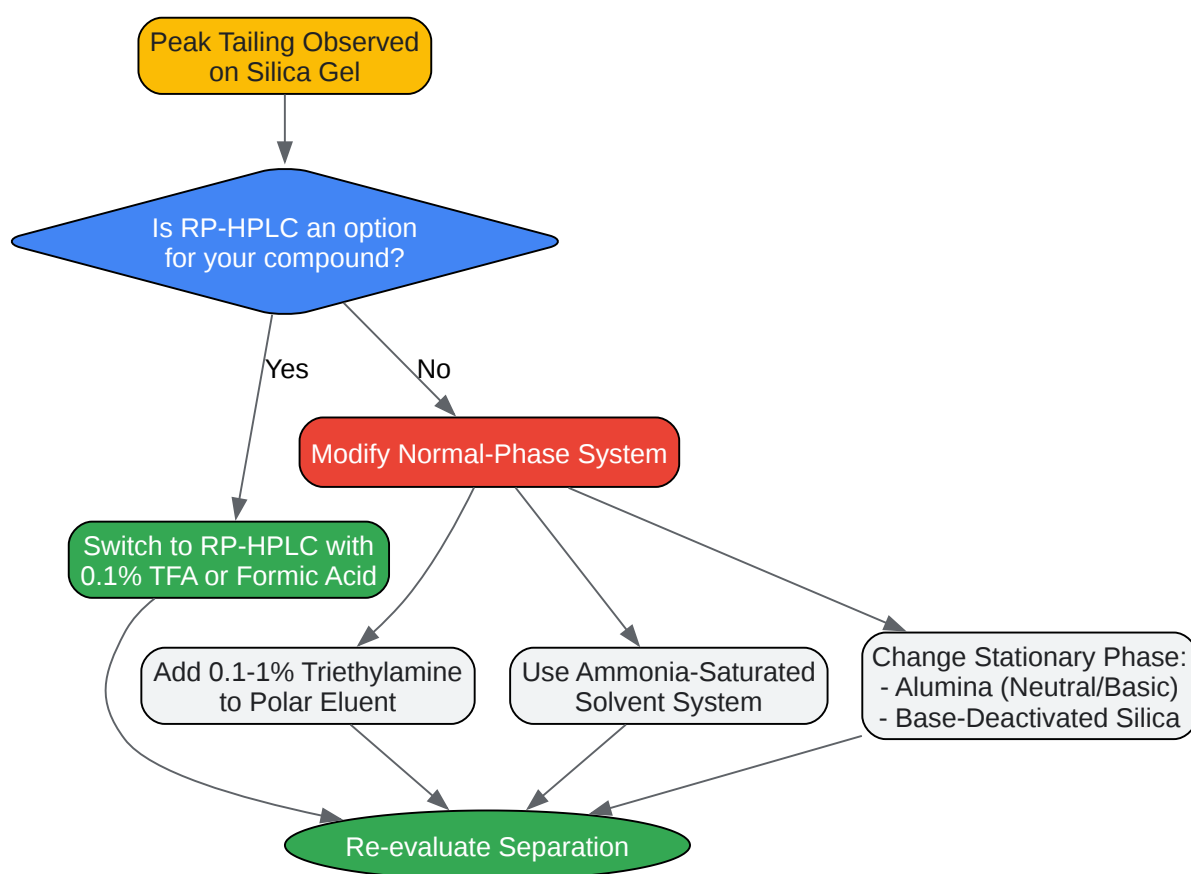 Peak Tailing Observed
on Silica Gel
Is RP-HPLC an option
for your compound?
Yes
No
Modify Normal-Phase System
Switch to RP-HPLC with
0.1% TFA or Formic Acid
Add 0.1-1% Triethylamine
to Polar Eluent
Use Ammonia-Saturated
Solvent System
Change Stationary Phase:
- Alumina (Neutral/Basic)
- Base-Deactivated Silica
Re-evaluate Separation